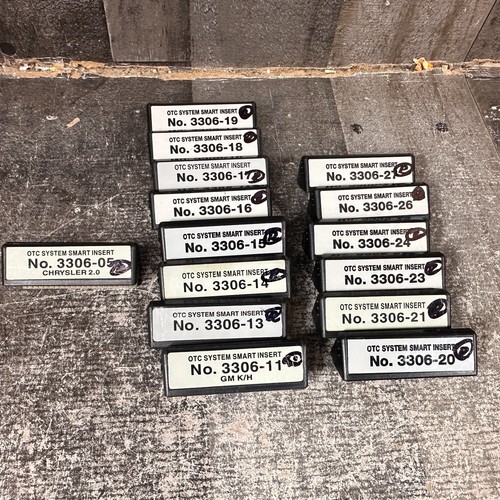 OTC SYSTEM SMART INSERT
No. 3306-05
CHRYSLER 2.0
OTC SYSTEM SMART INSERT
No. 3306-19
OTC SYSTEM SMART INSERT
No. 3306-18
OTC SYSTEM SMART INSERT
No. 3306-17
OTC SYSTEM SMART INSERT
No. 3306-16
OTC SYSTEM SMART INSERT
No. 3306-15
OTC SYSTEM SMART INSERT
No. 3306-14
OTC SYSTEM SMART INSERT
No. 3306-13
OTC SYSTEM SMART INSERT
No. 3306-11
GM K/H
OTC SYSTEM SMART INSERT
No. 3306-27
OTC SYSTEM SMART INSERT
No. 3306-26
OTC SYSTEM SMART INSERT
No. 3306-24
OTC SYSTEM SMART INSERT
No. 3306-23
OTC SYSTEM SMART INSERT
No. 3306-21
OTC SYSTEM SMART INSERT
No. 3306-20